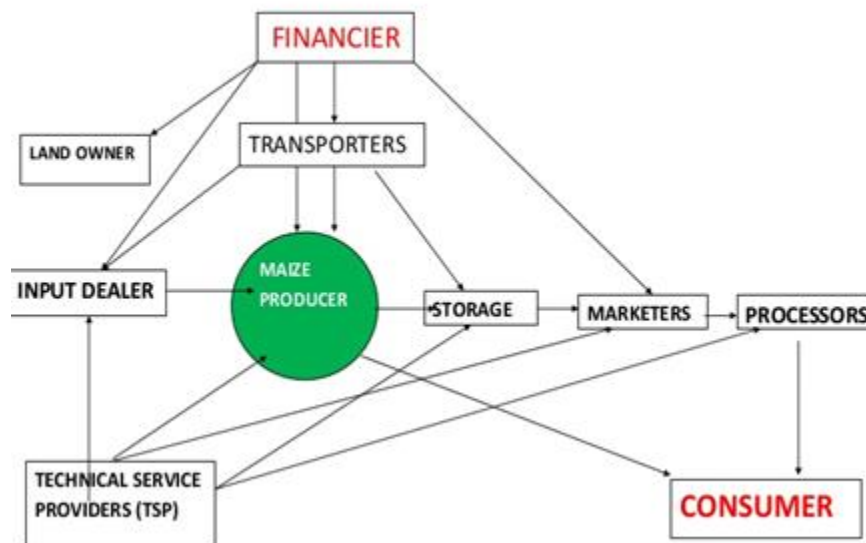 FINANCIER
TRANSPORTERS
LAND OWNER
MAIZE
PRODUCER
INPUT DEALER
STORAGE
MARKETERS
PROCESSORS
TECHNICAL SERVICE
PROVIDERS (TSP)
CONSUMER